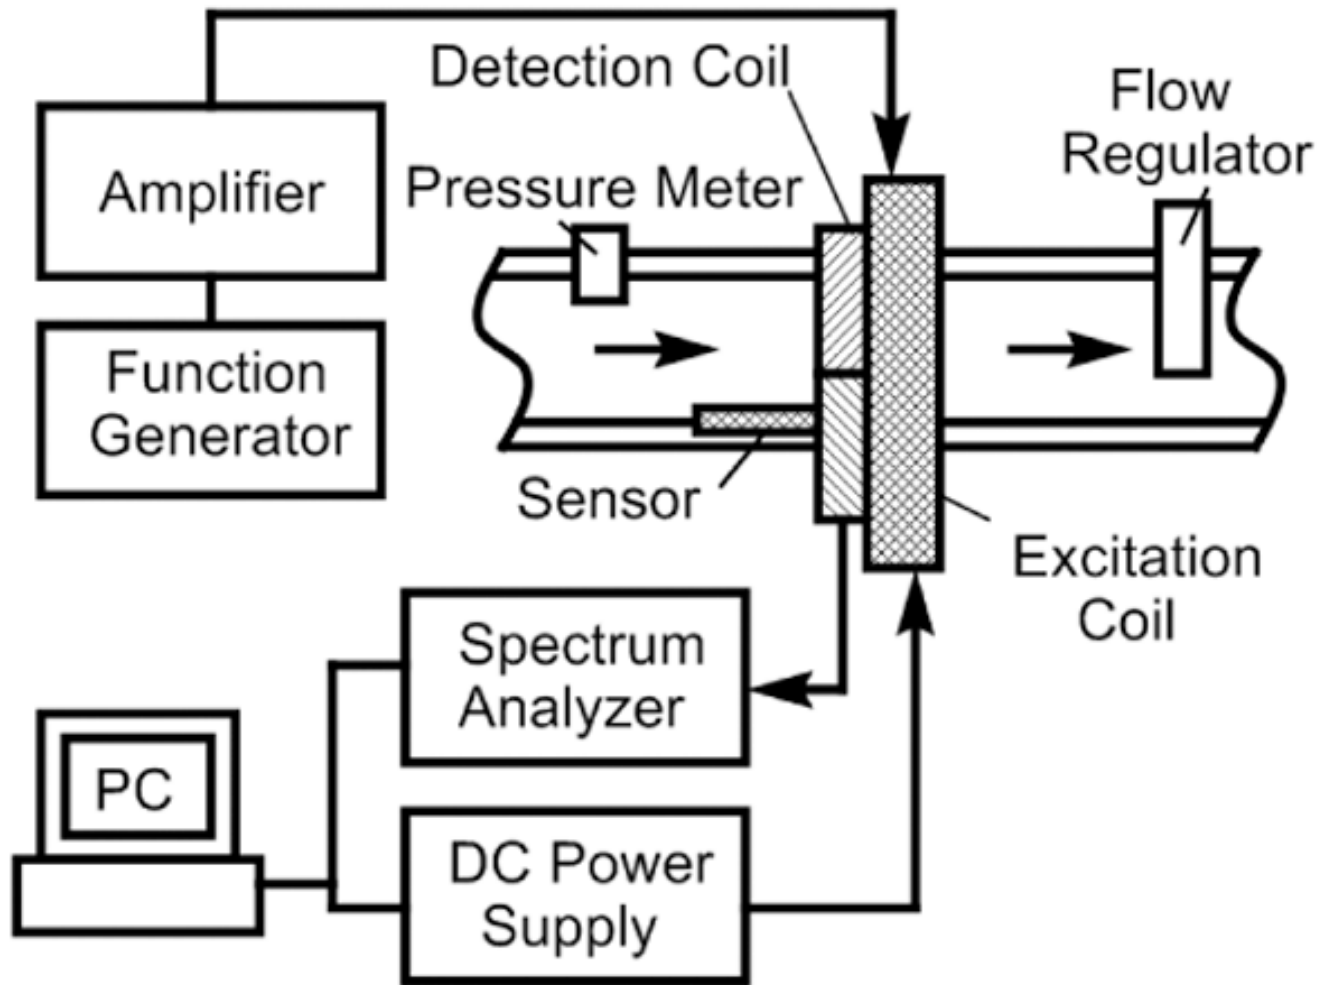 Detection Coil
Flow
Regulator
Amplifier
Pressure Meter
Function
Generator
Sensor
Excitation
Coil
Spectrum
Analyzer
PC
DC Power
Supply